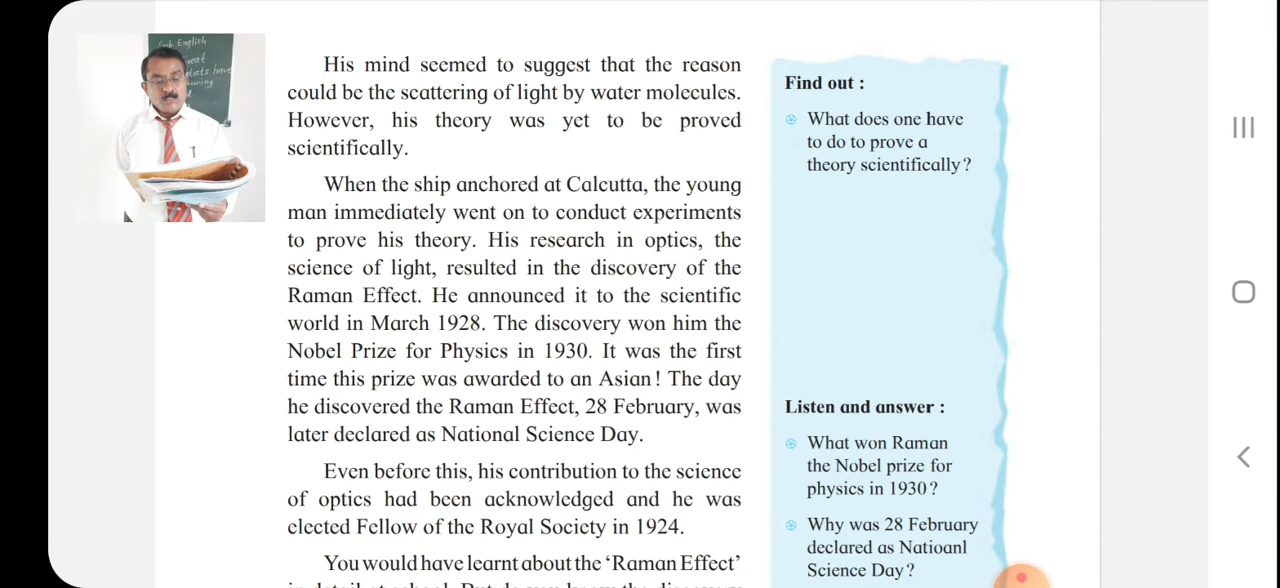 Sub English
His mind seemed to suggest that the reason
could be the scattering of light by water molecules.
However, his theory was yet to be proved
scientifically.
When the ship anchored at Calcutta, the young
man immediately went on to conduct experiments
to prove his theory. His research in optics, the
science of light, resulted in the discovery of the
Raman Effect. He announced it to the scientific
world in March 1928. The discovery won him the
Nobel Prize for Physics in 1930. It was the first
time this prize was awarded to an Asian! The day
he discovered the Raman Effect, 28 February, was
later declared as National Science Day.
Even before this, his contribution to the science
of optics had been acknowledged and he was
elected Fellow of the Royal Society in 1924.
You would have learnt about the ‘Raman Effect’
Find out :
What does one have
to do to prove a
theory scientifically?
Listen and answer :
What won Raman
the Nobel prize for
physics in 1930?
Why was 28 February
declared as Natioanl
Science Day?